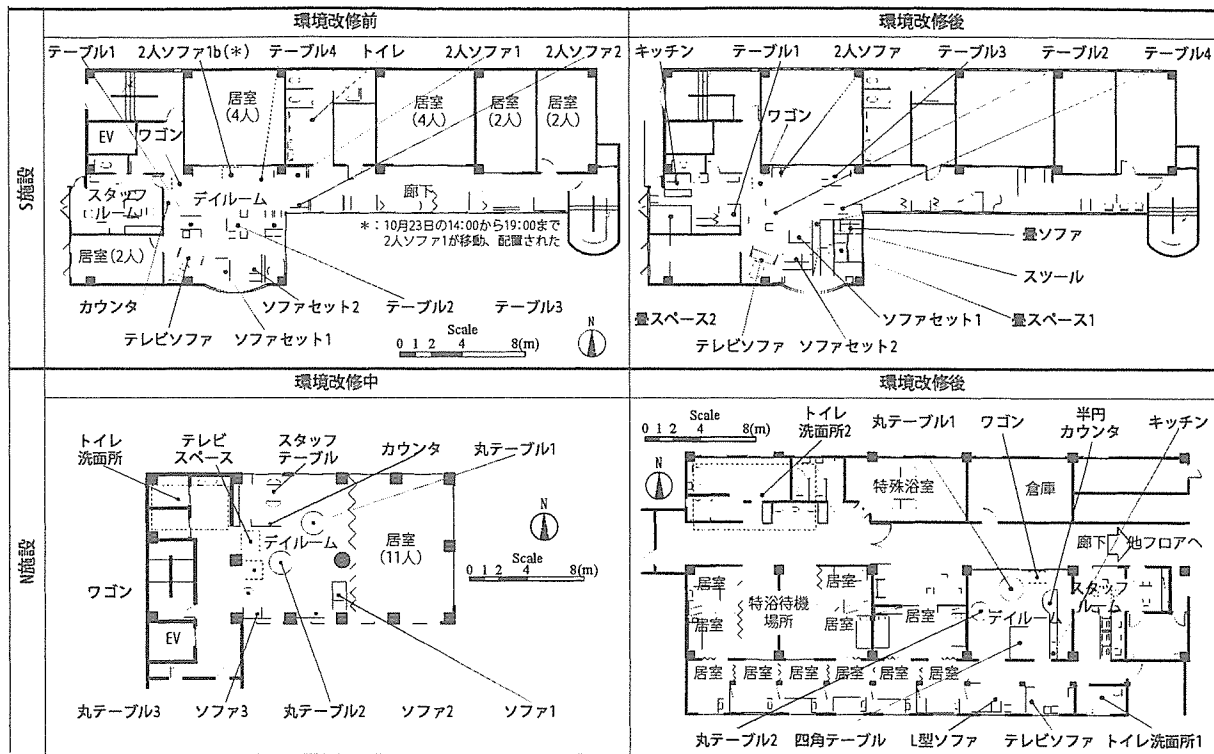 環境改修前
環境改修後
S施設
テーブル1 2人ソファ1b(*) テーブル4 トイレ 2人ソファ1 2人ソファ2
居室
(4人)
居室
(4人)
居室
(2人)
居室
(2人)
EV
ワゴン
スタッフ
ルーム
デイルーム
廊下
*:10月23日の14:00から19:00まで
2人ソファ1が移動、配置された
居室(2人)
カウンタ
ソファセット2
テーブル2
テーブル3
テレビソファ
ソファセット1
Scale
0 1 2 4 8(m)
N
キッチン テーブル1 2人ソファ テーブル3 テーブル2 テーブル4
ワゴン
畳ソファ
スツール
畳スペース2
ソファセット1
畳スペース1
テレビソファ
ソファセット2
環境改修中
環境改修後
N施設
トイレ
洗面所
テレビ
スペース
スタッフ
テーブル
カウンタ
丸テーブル1
N
デイルーム
居室
(11人)
Scale
0 1 2 4 8(m)
ワゴン
EV
丸テーブル3 ソファ3 丸テーブル2 ソファ2 ソファ1
Scale
0 1 2 4 8(m)
N
トイレ
洗面所2
丸テーブル1
ワゴン
半円
カウンタ
キッチン
特殊浴室
倉庫
廊下
他フロアへ
居室
居室
スタッフ
ルーム
特浴待機
場所
デイルーム
居室
居室
居室
居室 居室 居室 居室 居室 居室
丸テーブル2 四角テーブル L型ソファ テレビソファ トイレ洗面所1